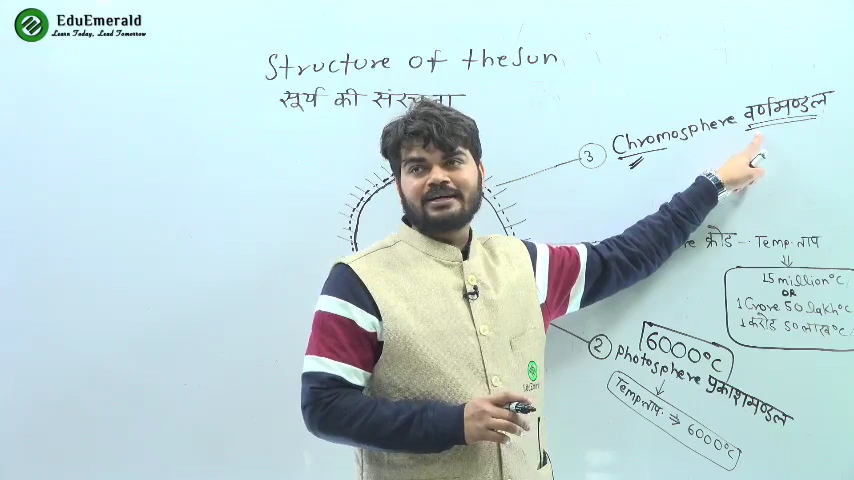 EduEmerald
Learn Today, Lead Tomorrow
Structure of the Sun
सूर्य की संरचना
3 Chromosphere वर्णमण्डल
क्रोड -- Temp. ताप
15 million°C
OR
1 Crore 50 lakh°C
1 करोड़ 50 लाख°C
6000°C
2 photosphere प्रकाशमण्डल
Temp. ताप. → 6000°C